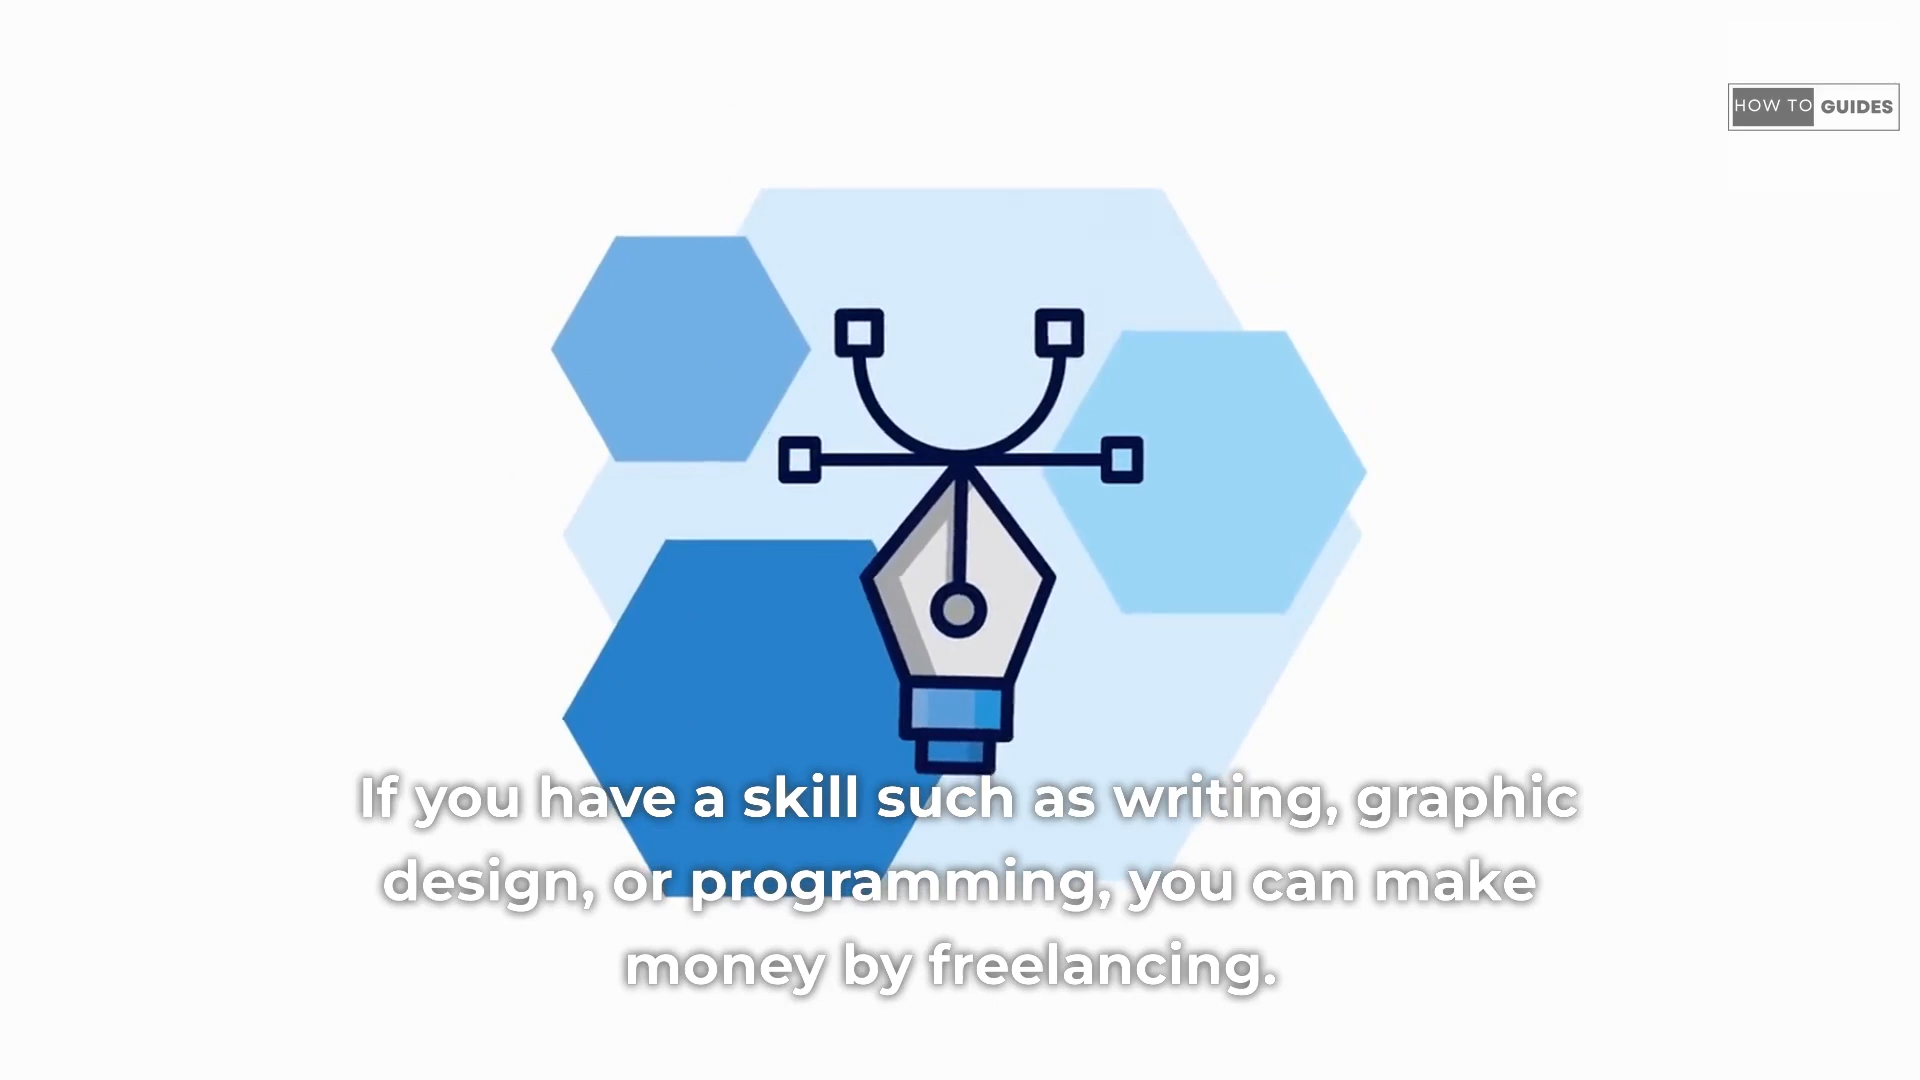 HOW TO GUIDES
If you have a skill such as writing, graphic
design, or programming, you can make
money by freelancing.